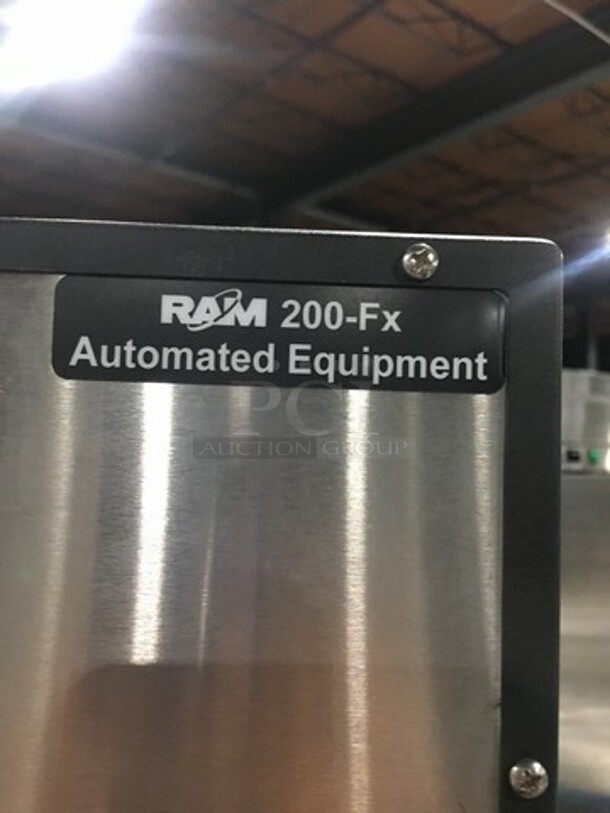 RAM 200-Fx
Automated Equipment
PCI
AUCTION GROUP